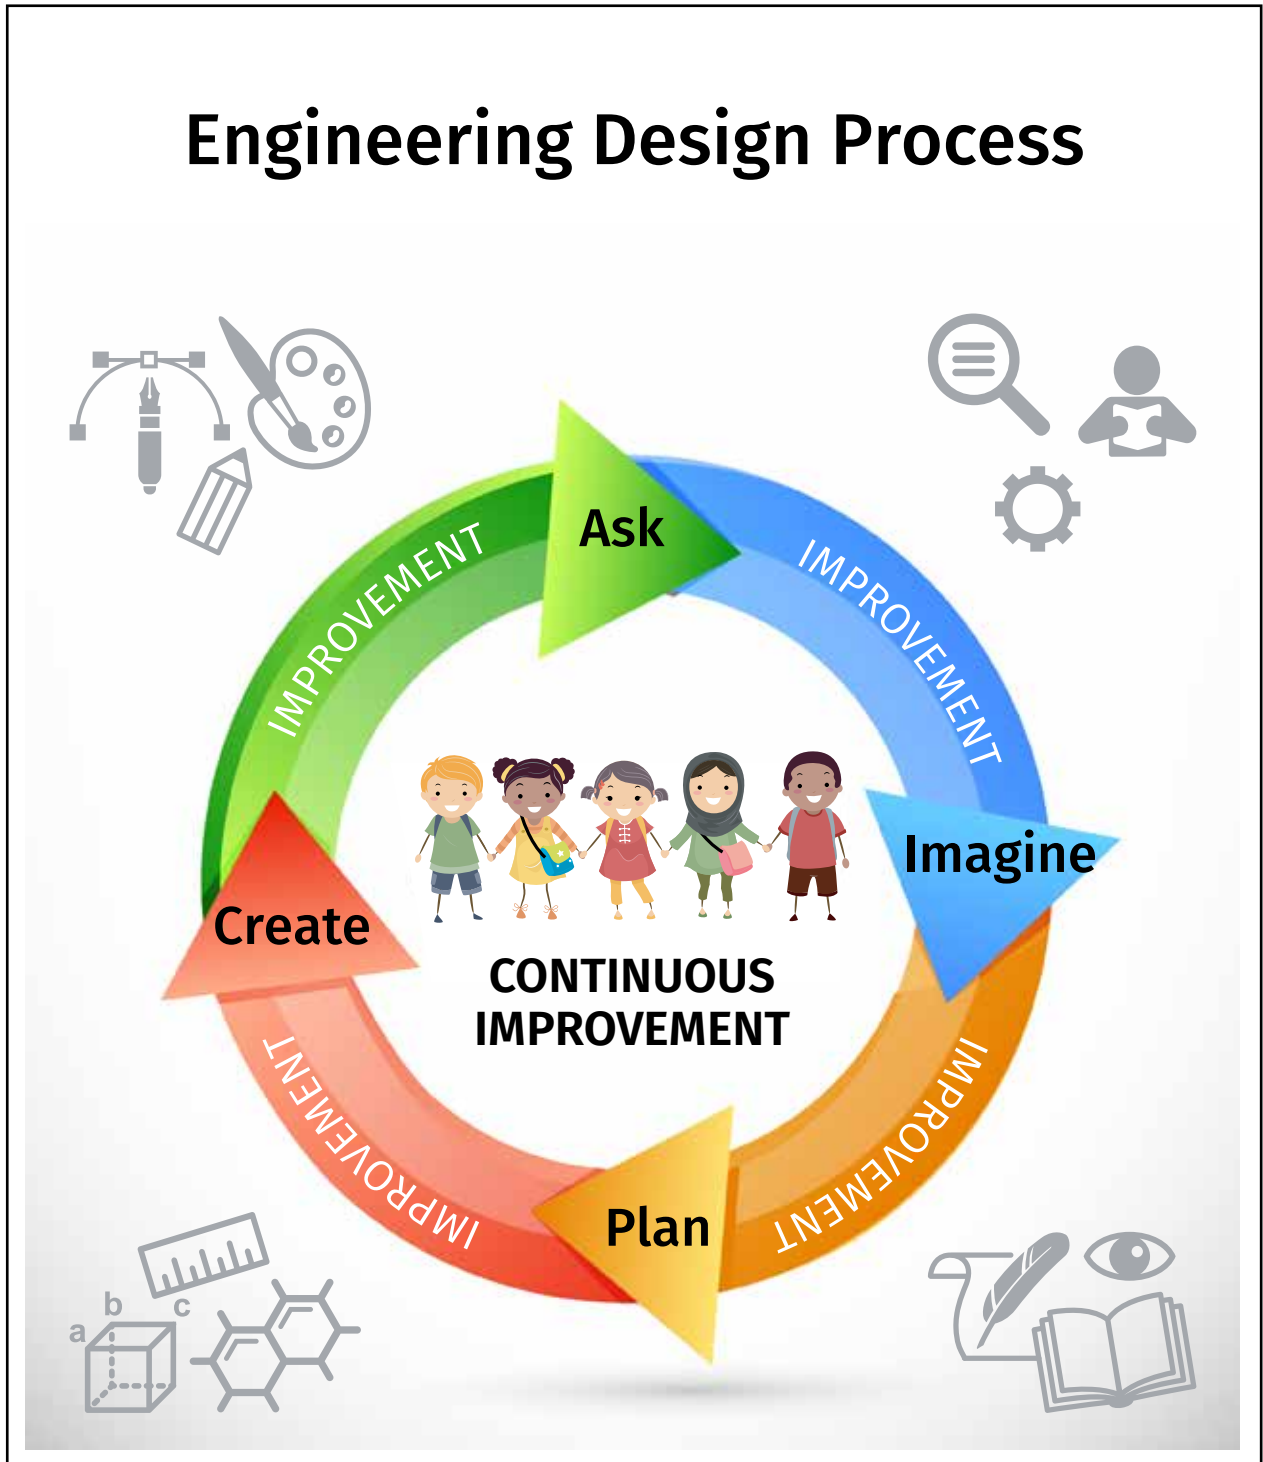 Engineering Design Process
Ask
IMPROVEMENT
IMPROVEMENT
Imagine
Create
CONTINUOUS
IMPROVEMENT
IMPROVEMENT
IMPROVEMENT
Plan
a
b
c